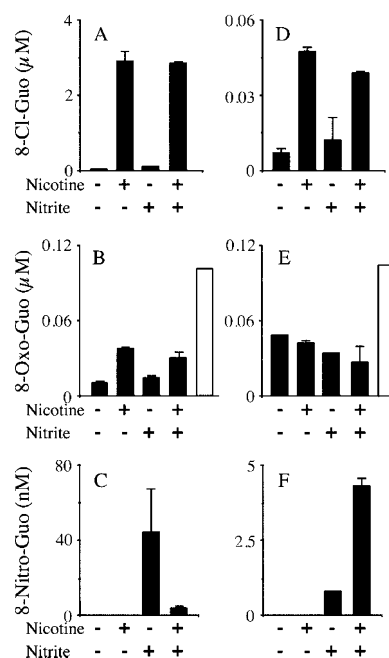 A
D
8-Cl-Guo (µM)
4
2
0
0.06
0.03
0
Nicotine - + - + - + - +
Nitrite - - + + - - + +
B
E
8-Oxo-Guo (µM)
0.12
0.06
0
0.12
0.06
0
Nicotine - + - + - + - +
Nitrite - - + + - - + +
C
F
8-Nitro-Guo (nM)
80
40
0
5
2.5
0
Nicotine - + - + - + - +
Nitrite - - + + - - + +